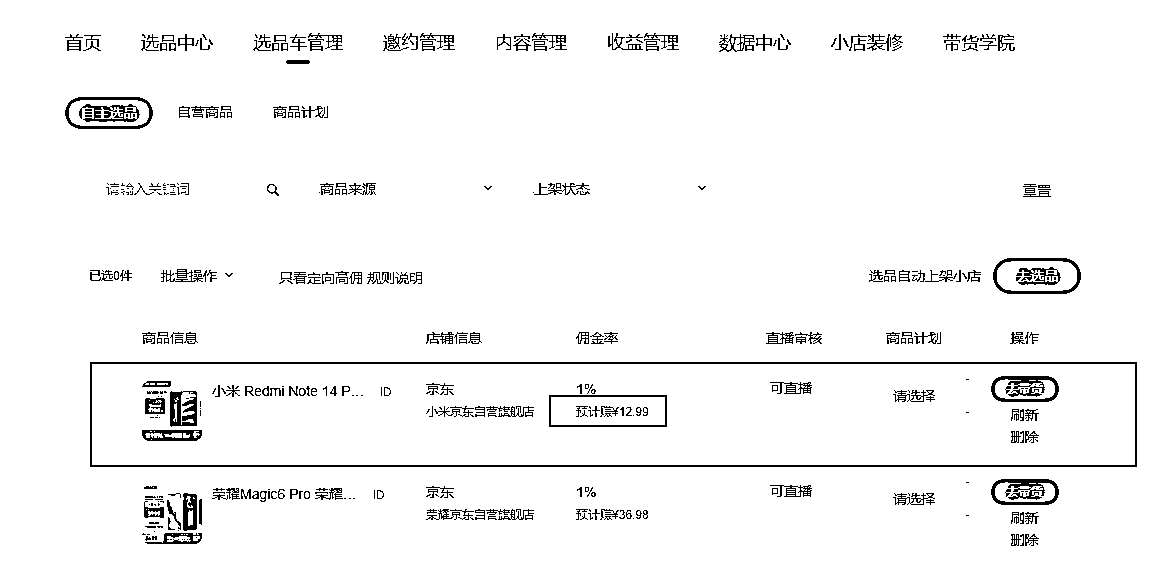 首页 选品中心 选品车管理 邀约管理 内容管理 收益管理 数据中心 小店装修 带货学院
自主选品 自营商品 商品计划
请输入关键词 商品来源 上架状态 重置
已选0件 批量操作 只看定向高佣 规则说明 选品自动上架小店 去选品
商品信息 店铺信息 佣金率 直播审核 商品计划 操作
小米 Redmi Note 14 P... ID 京东 1% 可直播 请选择 - 去带货
小米京东自营旗舰店 预计赚¥12.99 - 刷新
删除
荣耀Magic6 Pro 荣耀... ID 京东 1% 可直播 请选择 - 去带货
荣耀京东自营旗舰店 预计赚¥36.98 - 刷新
删除